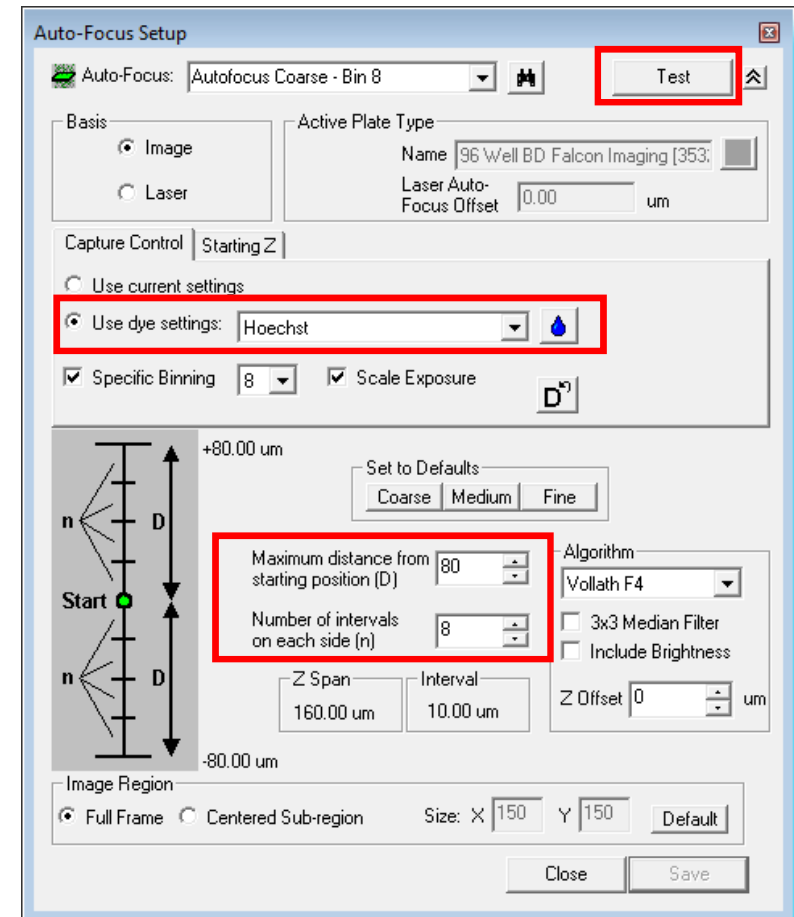 Auto-Focus Setup
Auto-Focus: Autofocus Coarse - Bin 8 Test
Basis Active Plate Type
Image Name 96 Well BD Falcon Imaging [353:
Laser Laser Auto-
Focus Offset 0.00 um
Capture Control Starting Z
Use current settings
Use dye settings: Hoechst
Specific Binning 8 Scale Exposure D
+80.00 um
Set to Defaults
Coarse Medium Fine
n D
Maximum distance from
starting position (D) 80
Algorithm
Vollath F4
Start
Number of intervals
on each side (n) 8
3x3 Median Filter
Include Brightness
n D
Z Span Interval
160.00 um 10.00 um
Z Offset 0 um
-80.00 um
Image Region
Full Frame Centered Sub-region Size: X 150 Y 150 Default
Close Save